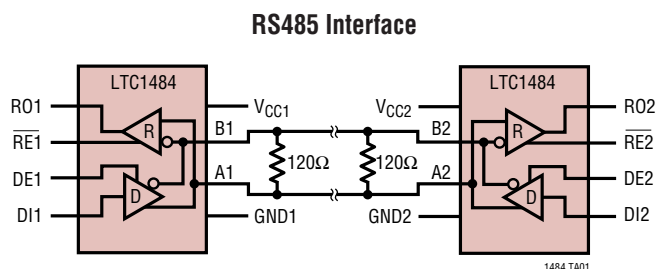 RS485 Interface
LTC1484
LTC1484
RO1
R
VCC1
VCC2
R
RO2
RE1
B1
B2
RE2
120Ω
120Ω
DE1
A1
A2
DE2
DI1
D
GND1
GND2
D
DI2
1484 TA01